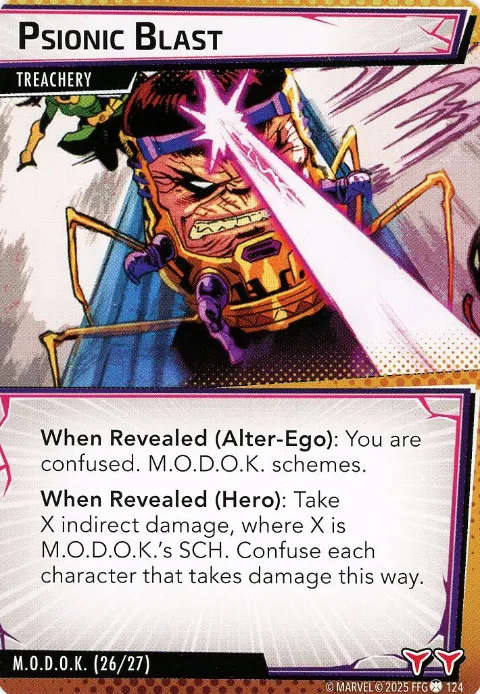 PSIONIC BLAST
TREACHERY
When Revealed (Alter-Ego): You are
confused. M.O.D.O.K. schemes.
When Revealed (Hero): Take
X indirect damage, where X is
M.O.D.O.K.'s SCH. Confuse each
character that takes damage this way.
M.O.D.O.K. (26/27)
© MARVEL © 2025 FFG 124